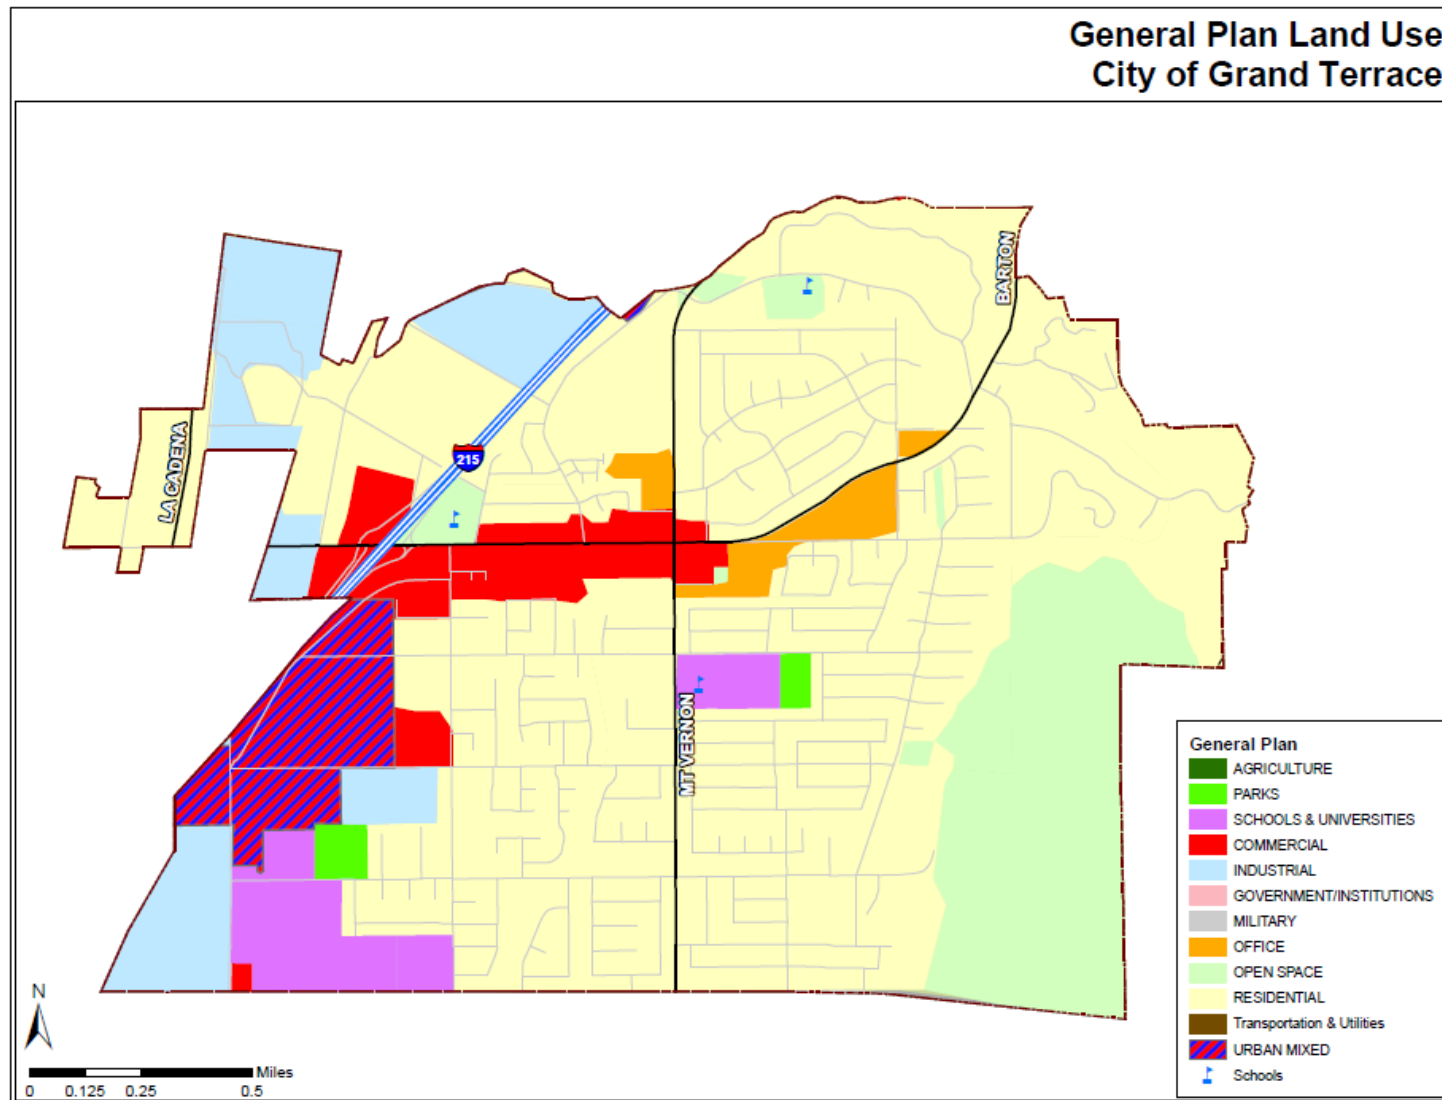 General Plan Land Use
City of Grand Terrace
BARTON
LA CADENA
215
MT VERNON
General Plan
AGRICULTURE
PARKS
SCHOOLS & UNIVERSITIES
COMMERCIAL
INDUSTRIAL
GOVERNMENT/INSTITUTIONS
MILITARY
OFFICE
OPEN SPACE
RESIDENTIAL
Transportation & Utilities
URBAN MIXED
Schools
N
Miles
0 0.125 0.25 0.5